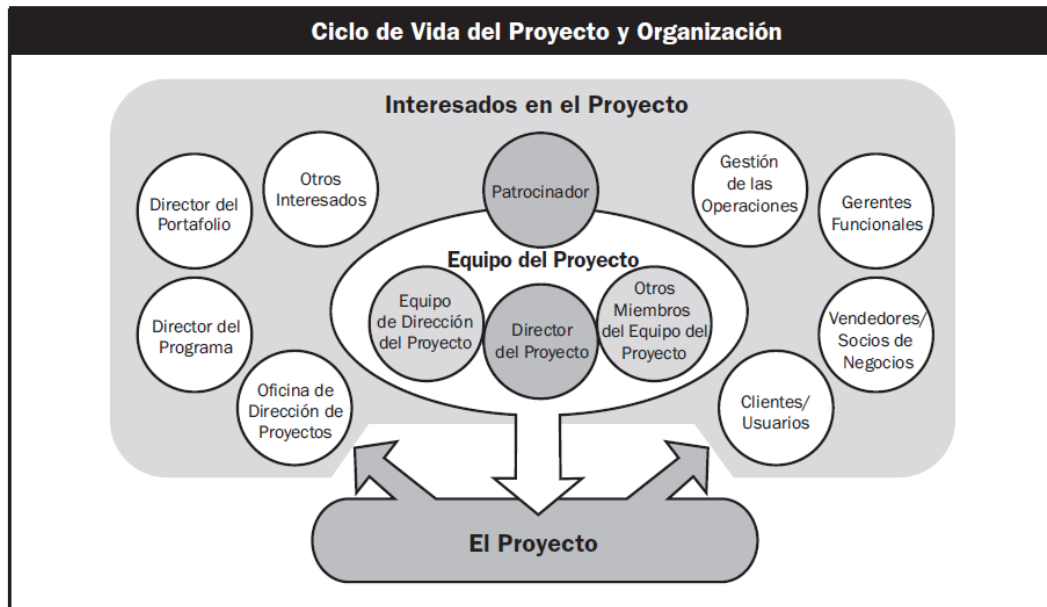 Ciclo de Vida del Proyecto y Organización
Interesados en el Proyecto
Director del
Portafolio
Otros
Interesados
Patrocinador
Gestión
de las
Operaciones
Gerentes
Funcionales
Equipo del Proyecto
Director del
Programa
Equipo
de Dirección
del Proyecto
Director
del Proyecto
Otros
Miembros
del Equipo del
Proyecto
Vendedores/
Socios de
Negocios
Oficina de
Dirección de
Proyectos
Clientes/
Usuarios
El Proyecto